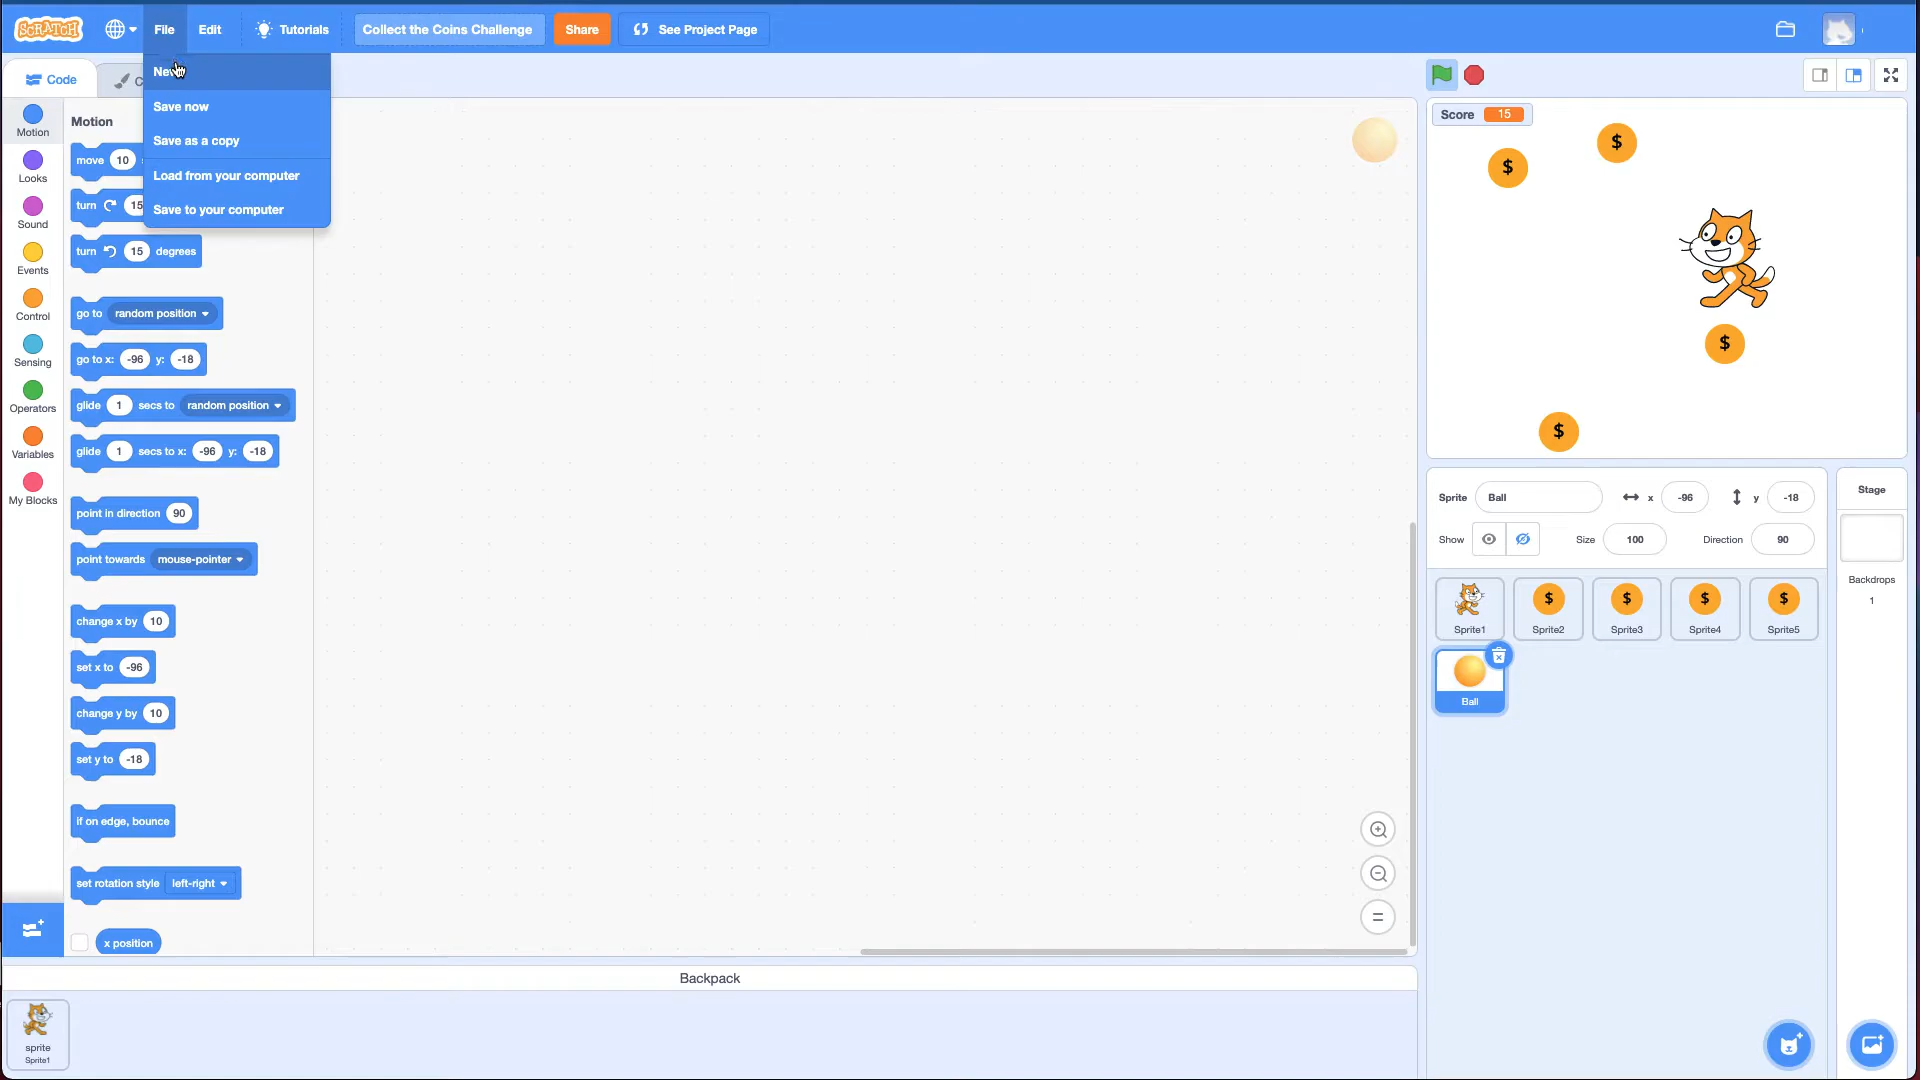 SCRATCH File Edit Tutorials Collect the Coins Challenge Share See Project Page
Code
New
Save now
Save as a copy
Load from your computer
Save to your computer
Motion
Looks
Sound
Events
Control
Sensing
Operators
Variables
My Blocks
Motion
move 10
turn 15
turn 15 degrees
go to random position
go to x: -96 y: -18
glide 1 secs to random position
glide 1 secs to x: -96 y: -18
point in direction 90
point towards mouse-pointer
change x by 10
set x to -96
change y by 10
set y to -18
if on edge, bounce
set rotation style left-right
x position
Backpack
sprite
Sprite1
Score 15
$
$
$
$
Sprite Ball x -96 y -18
Show Size 100 Direction 90
$ $ $ $
Sprite1 Sprite2 Sprite3 Sprite4 Sprite5
Ball
Stage
Backdrops
1